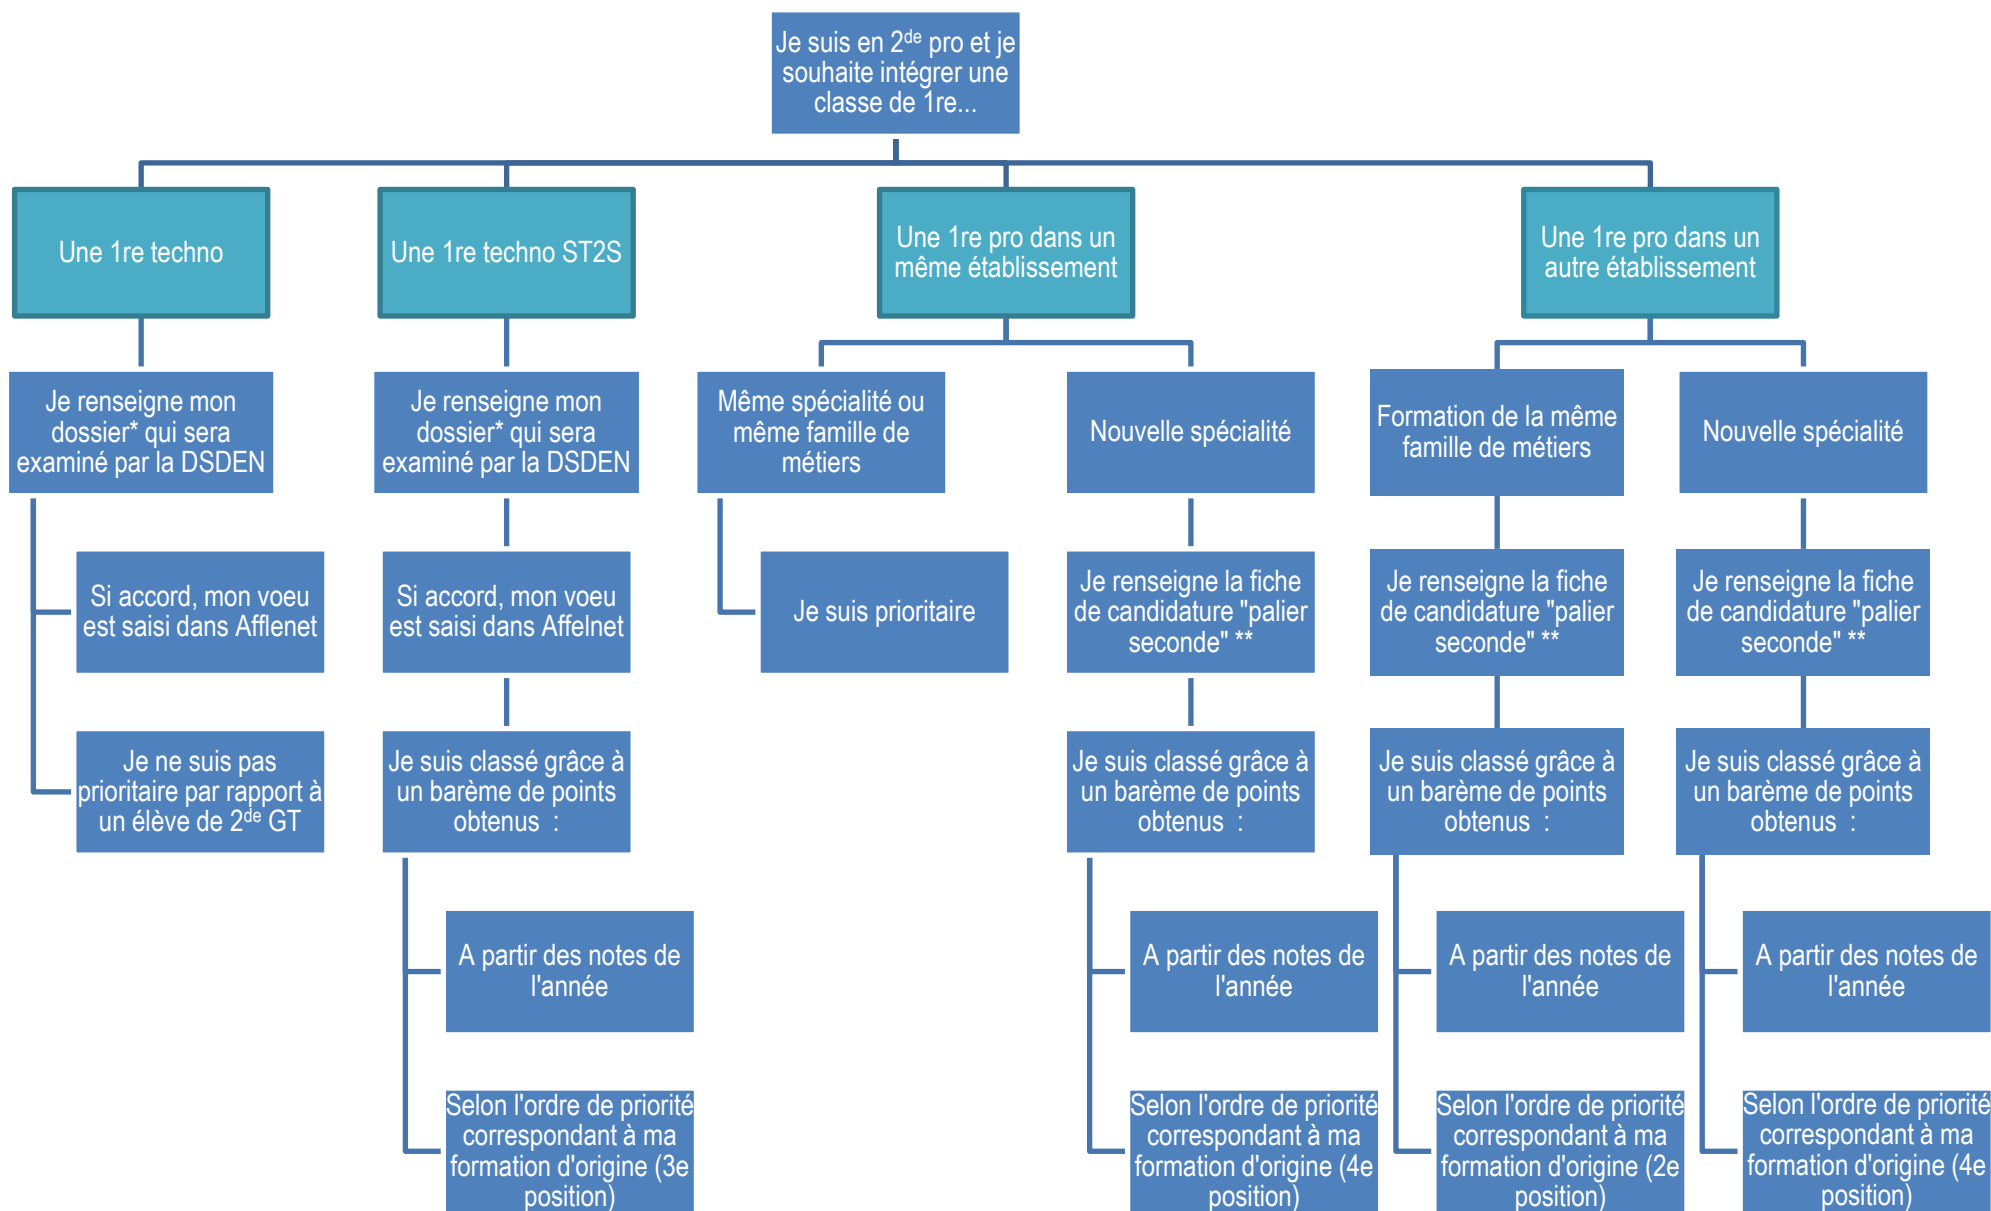 Je suis en 2de pro et je
souhaite intégrer une
classe de 1re...
Une 1re techno
Une 1re techno ST2S
Une 1re pro dans un
même établissement
Une 1re pro dans un
autre établissement
Je renseigne mon
dossier* qui sera
examiné par la DSDEN
Je renseigne mon
dossier* qui sera
examiné par la DSDEN
Même spécialité ou
même famille de
métiers
Nouvelle spécialité
Formation de la même
famille de métiers
Nouvelle spécialité
Si accord, mon voeu
est saisi dans Afflenet
Si accord, mon voeu
est saisi dans Affelnet
Je suis prioritaire
Je renseigne la fiche
de candidature "palier
seconde" **
Je renseigne la fiche
de candidature "palier
seconde" **
Je renseigne la fiche
de candidature "palier
seconde" **
Je ne suis pas
prioritaire par rapport à
un élève de 2de GT
Je suis classé grâce à
un barème de points
obtenus :
Je suis classé grâce à
un barème de points
obtenus :
Je suis classé grâce à
un barème de points
obtenus :
Je suis classé grâce à
un barème de points
obtenus :
A partir des notes de
l'année
A partir des notes de
l'année
A partir des notes de
l'année
A partir des notes de
l'année
Selon l'ordre de priorité
correspondant à ma
formation d'origine (3e
position)
Selon l'ordre de priorité
correspondant à ma
formation d'origine (4e
position)
Selon l'ordre de priorité
correspondant à ma
formation d'origine (2e
position)
Selon l'ordre de priorité
correspondant à ma
formation d'origine (4e
position)